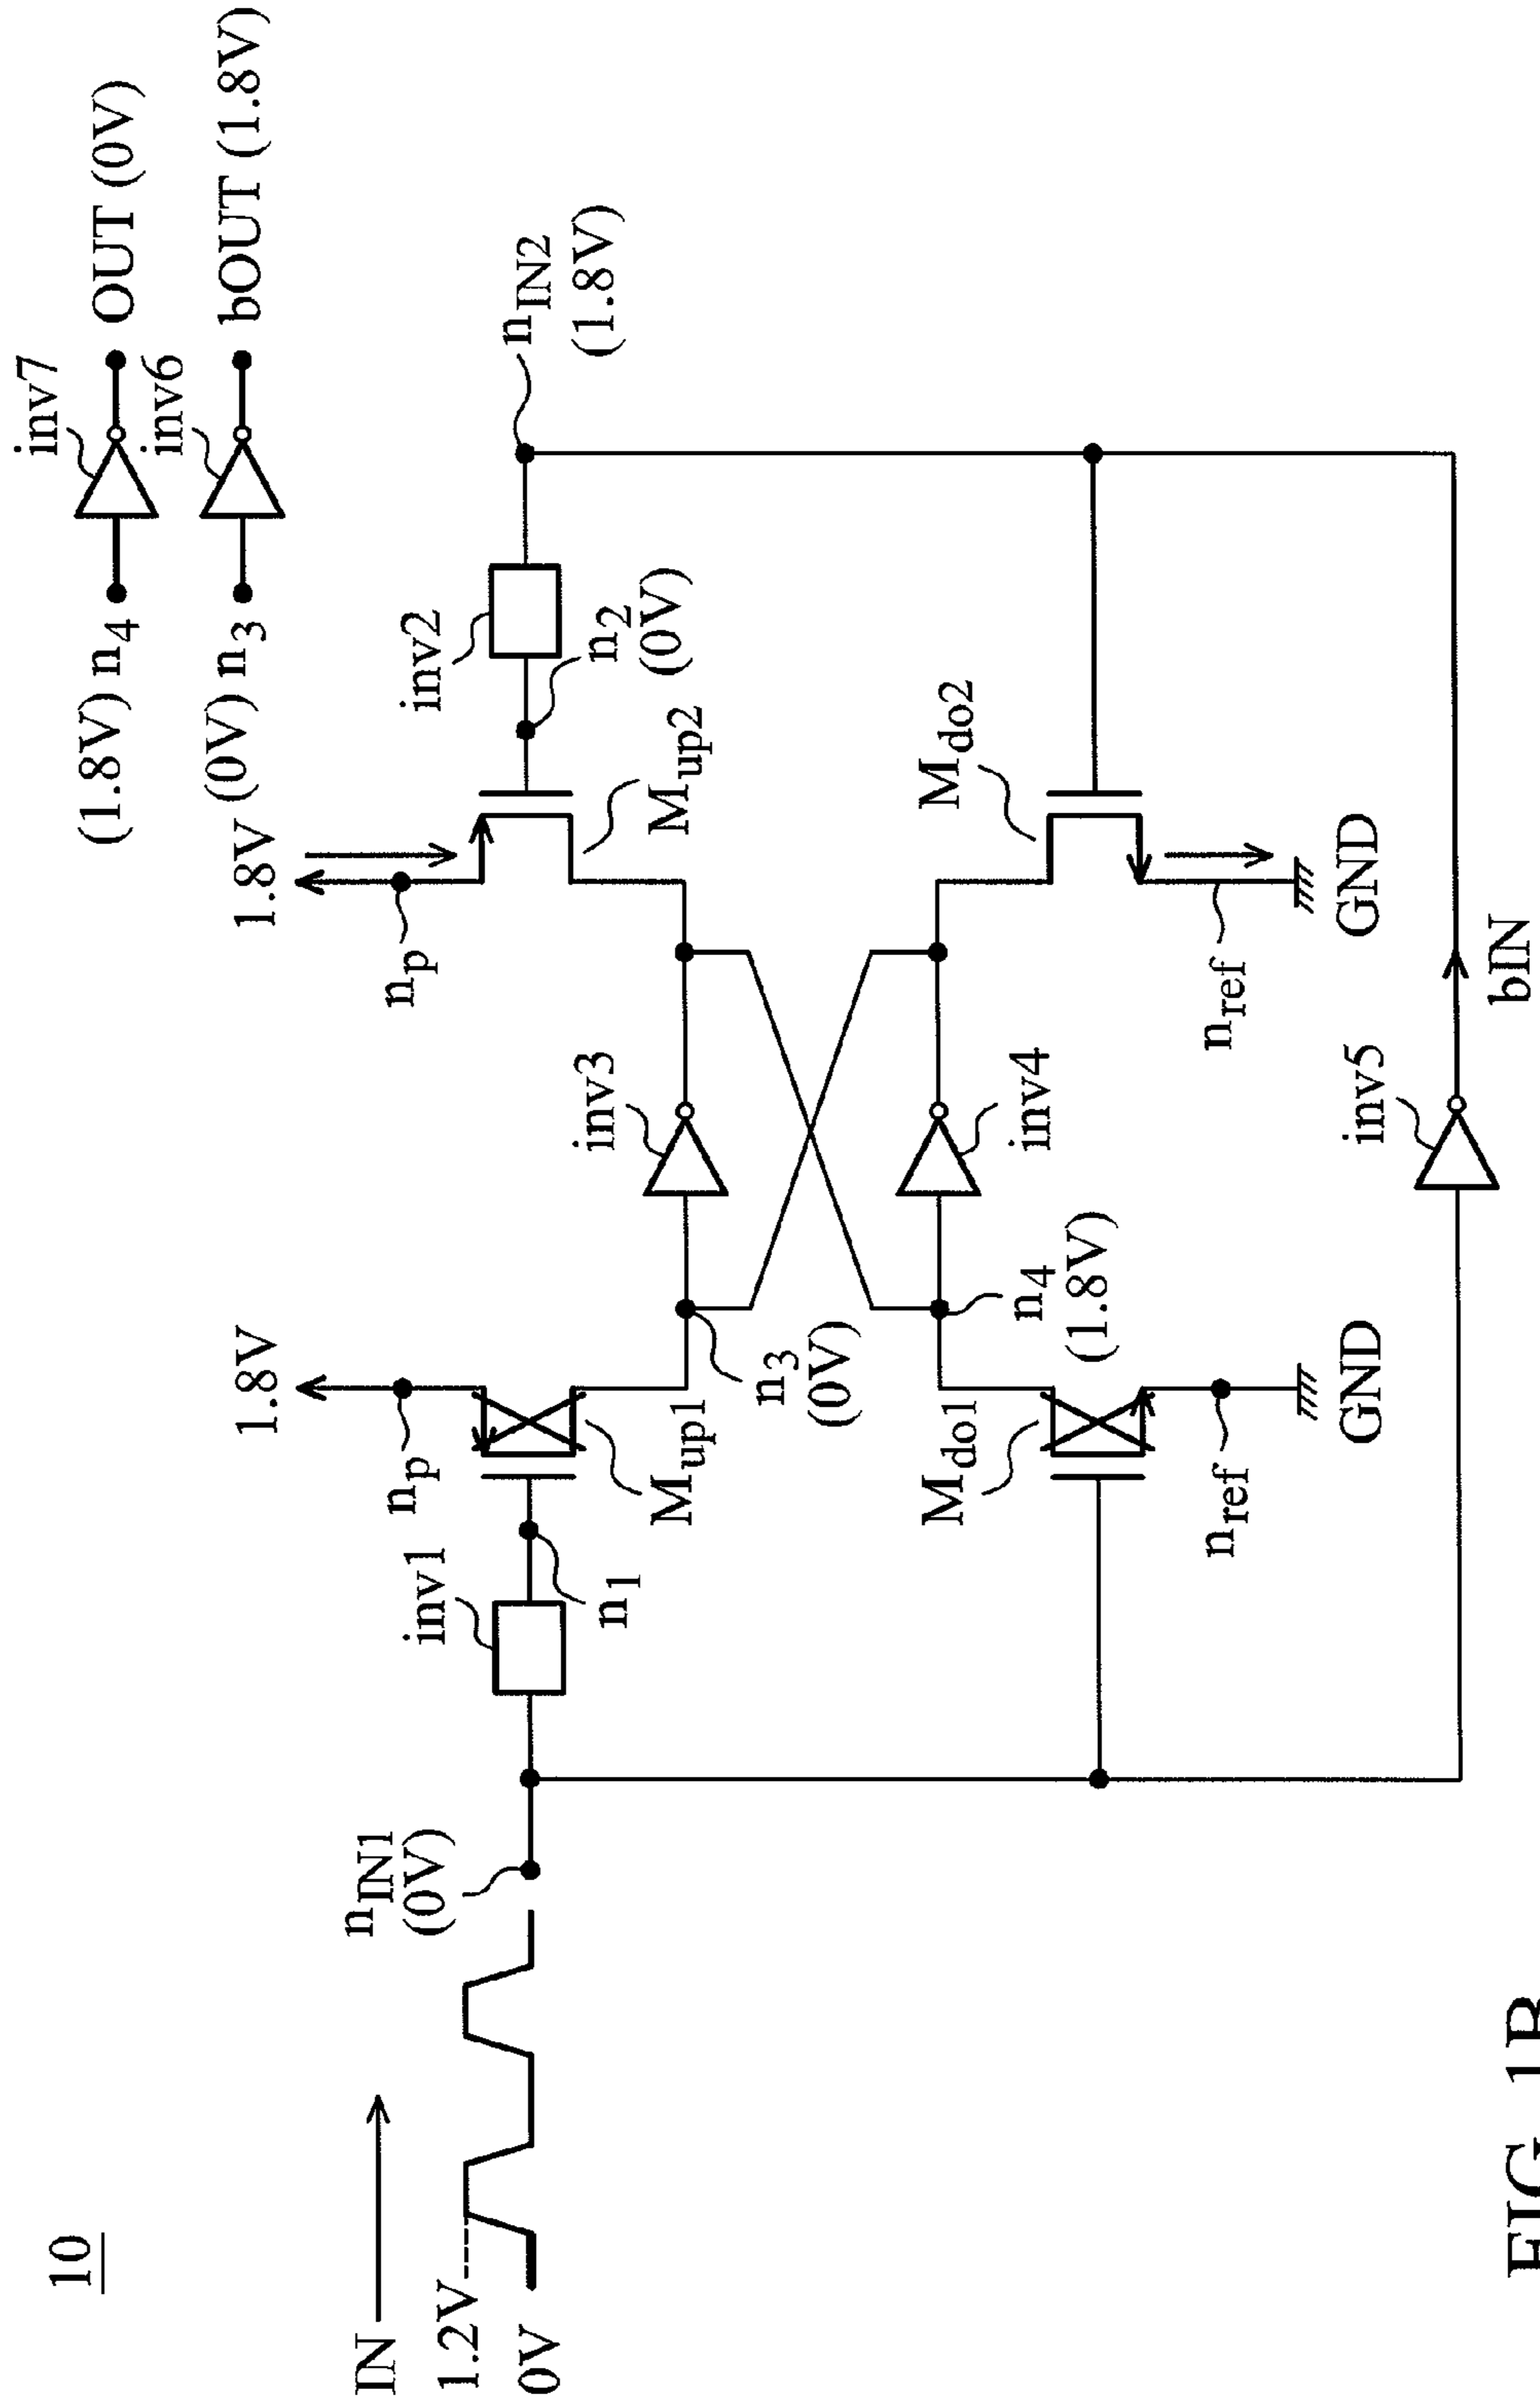 10
inv7
(1.8V) n4
OUT (0V)
inv6
(0V) n3
bOUT (1.8V)
IN
1.2V
0V
nIN1
(0V)
1.8V
1.8V
np
np
inv1
n1
Mup1
inv2
n2
(0V)
Mup2
nIN2
(1.8V)
inv3
n3
(0V)
inv4
n4
(1.8V)
Mdo1
Mdo2
nref
nref
GND
GND
inv5
bIN
FIG. 1B